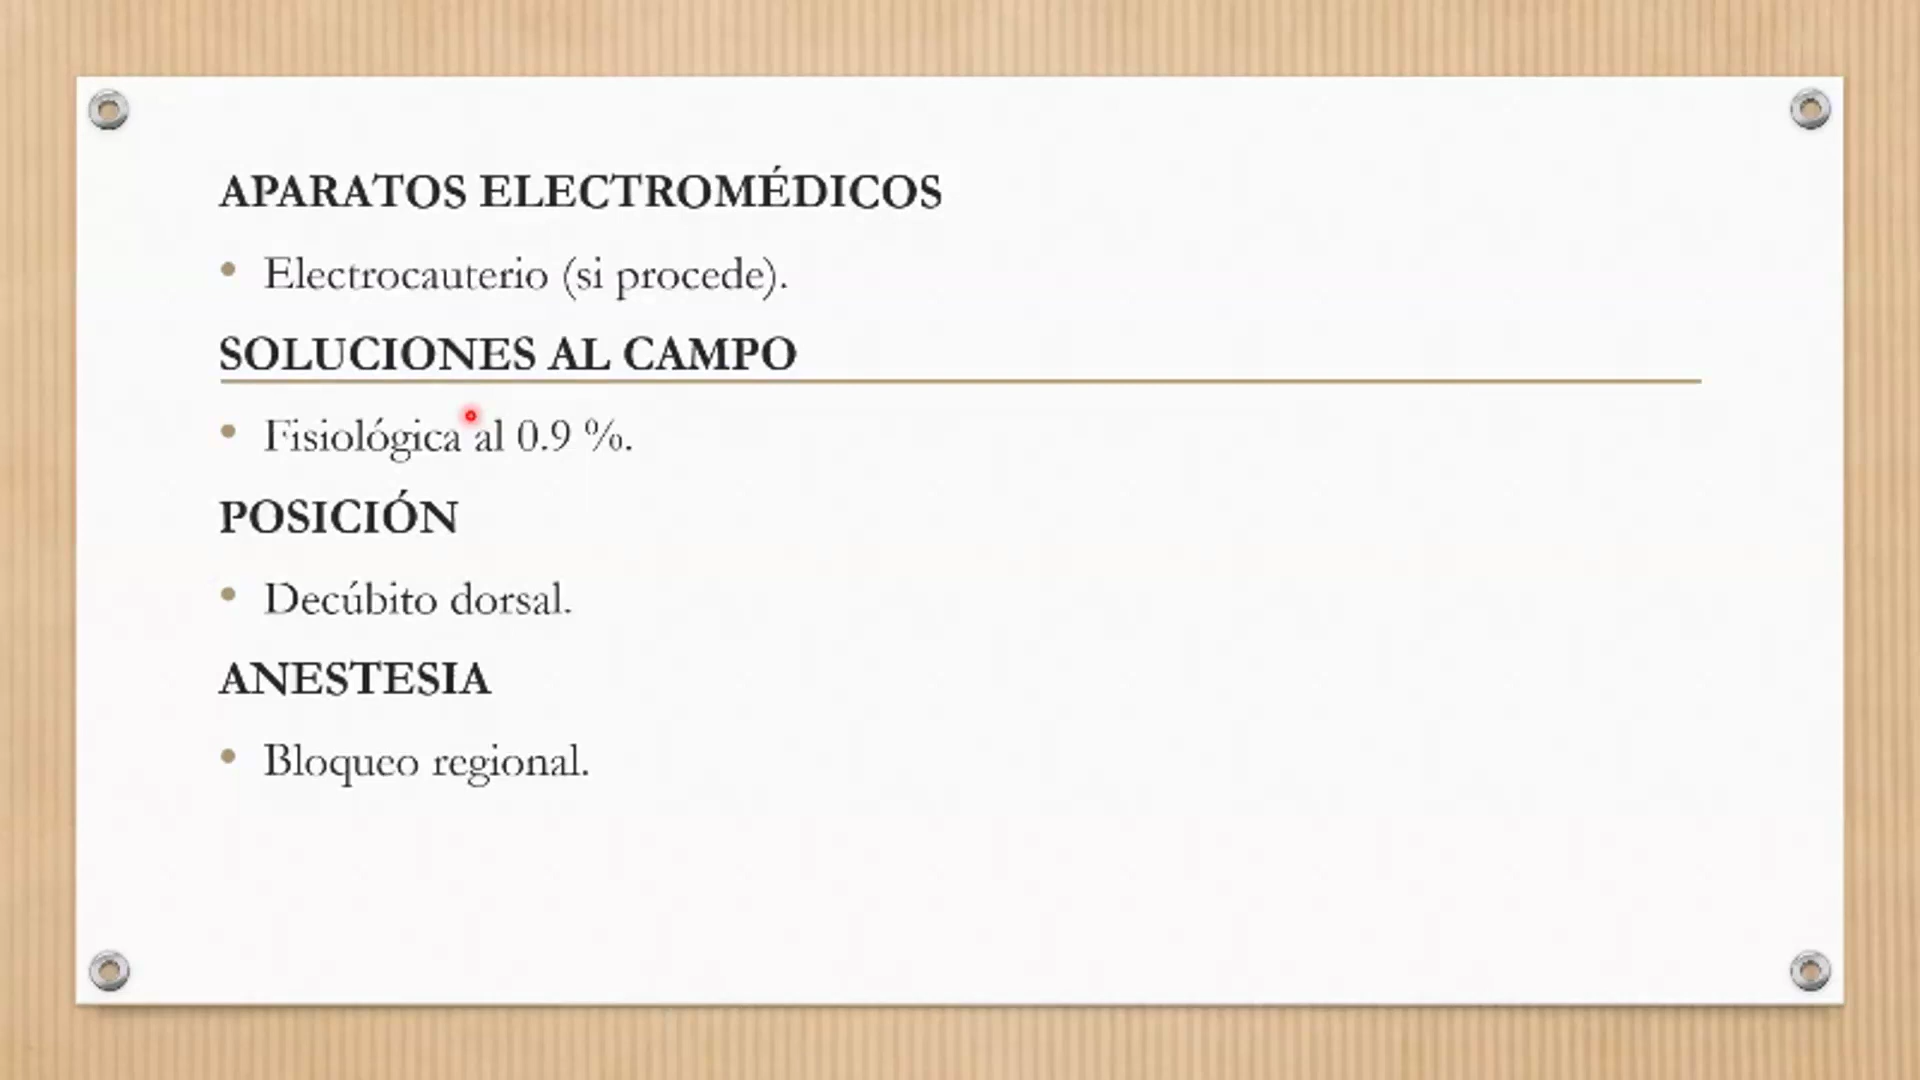 APARATOS ELECTROMÉDICOS
• Electrocauterio (si procede).
SOLUCIONES AL CAMPO
• Fisiológica al 0.9 %.
POSICIÓN
• Decúbito dorsal.
ANESTESIA
• Bloqueo regional.